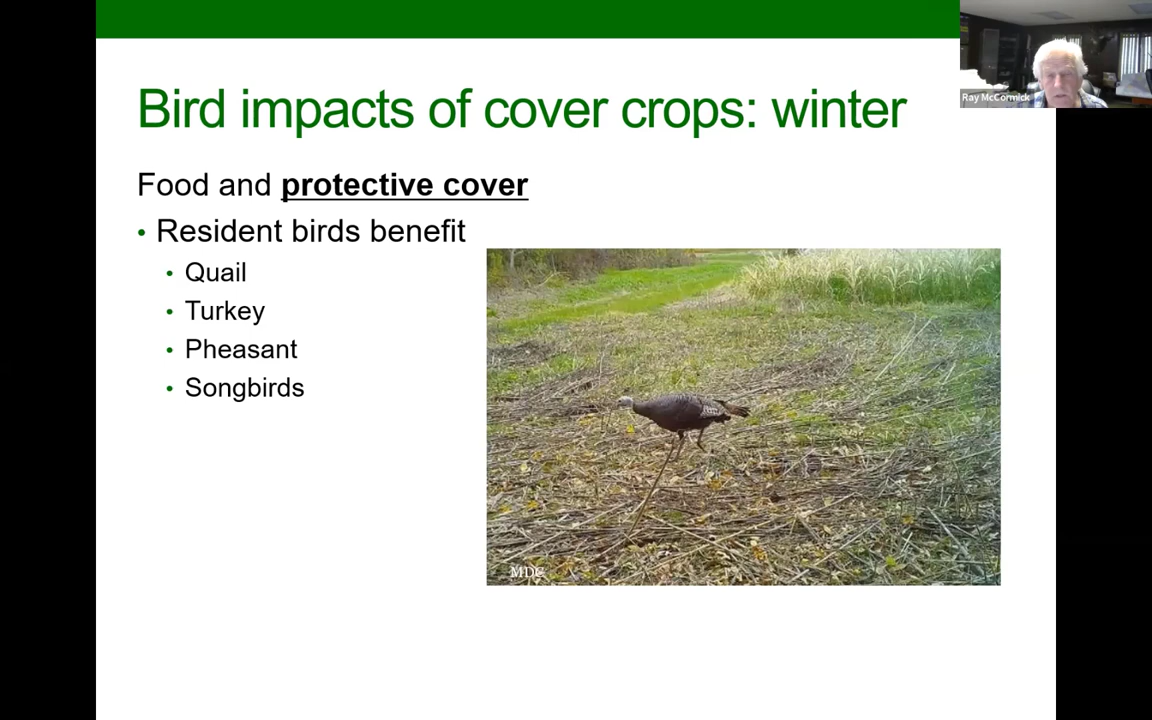 Bird impacts of cover crops: winter
Ray McCormick
Food and protective cover
• Resident birds benefit
• Quail
• Turkey
• Pheasant
• Songbirds
MDC